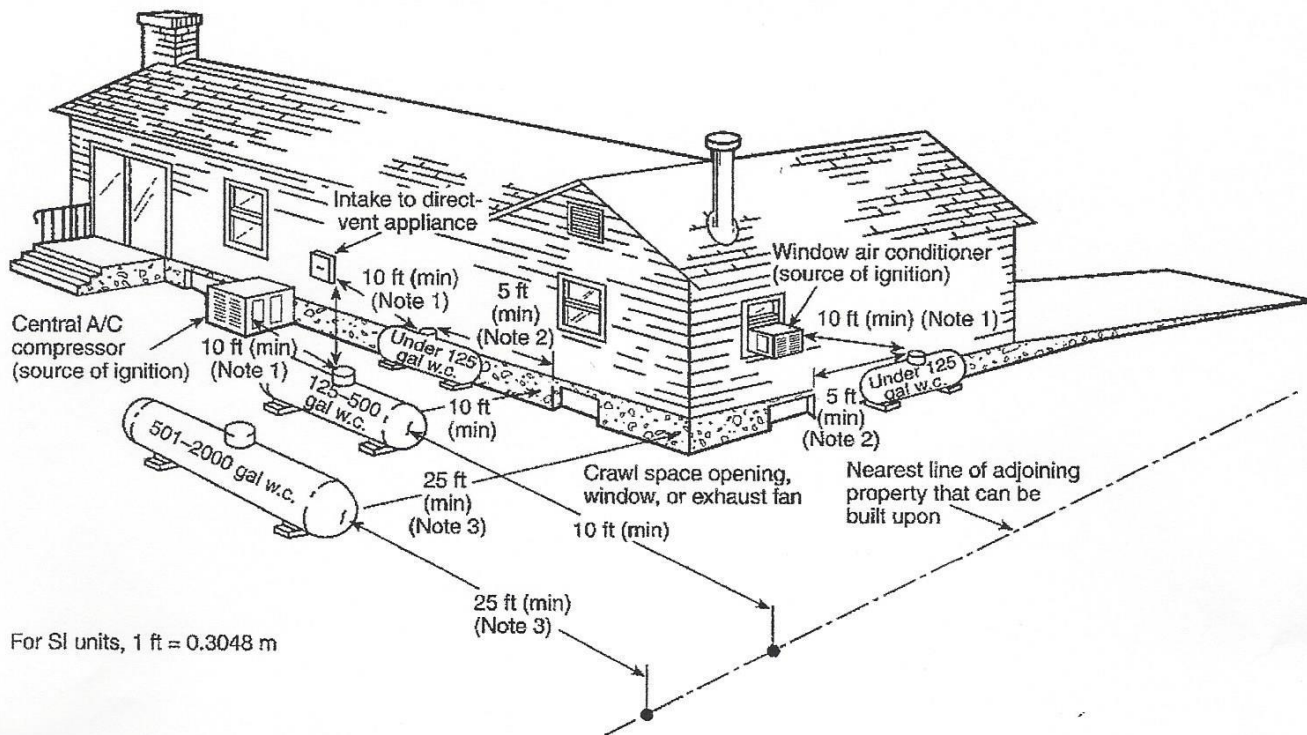 Intake to direct-
vent appliance
10 ft (min)
(Note 1)
5 ft
(min)
(Note 2)
Window air conditioner
(source of ignition)
10 ft (min) (Note 1)
Central A/C
compressor
(source of ignition)
10 ft (min)
(Note 1)
Under 125
gal w.c.
125–500
gal w.c.
10 ft
(min)
Under 125
gal w.c.
5 ft
(min)
(Note 2)
501–2000 gal w.c.
25 ft
(min)
(Note 3)
Crawl space opening,
window, or exhaust fan
10 ft (min)
Nearest line of adjoining
property that can be
built upon
25 ft (min)
(Note 3)
For SI units, 1 ft = 0.3048 m